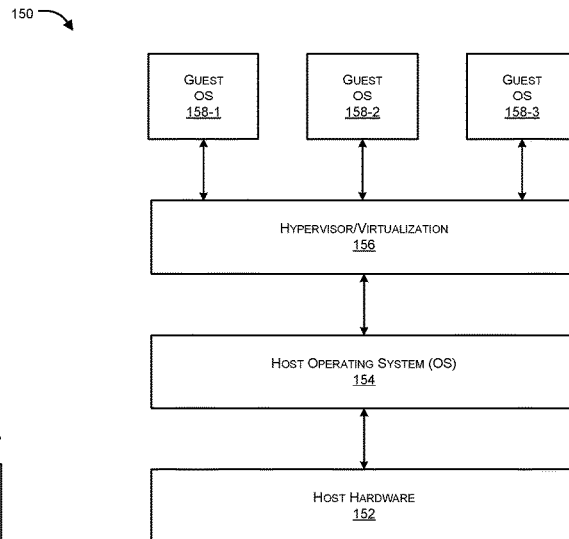 150
GUEST
OS
158-1
GUEST
OS
158-2
GUEST
OS
158-3
HYPERVISOR/VIRTUALIZATION
156
HOST OPERATING SYSTEM (OS)
154
HOST HARDWARE
152